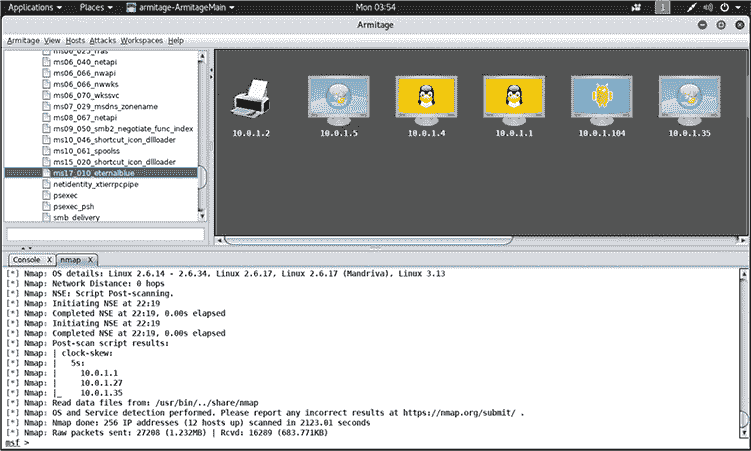 Applications Places armitage-ArmitageMain Mon 03:54 1
Armitage
Armitage View Hosts Attacks Workspaces Help
ms06_025_rras
ms06_040_netapi
ms06_066_nwapi
ms06_066_nwwks
ms06_070_wkssvc
ms07_029_msdns_zonename
ms08_067_netapi
ms09_050_smb2_negotiate_func_index
ms10_046_shortcut_icon_dllloader
ms10_061_spoolss
ms15_020_shortcut_icon_dllloader
ms17_010_eternalblue
netidentity_xtierrpcpipe
psexec
psexec_psh
smb_delivery
10.0.1.2 10.0.1.5 10.0.1.4 10.0.1.1 10.0.1.104 10.0.1.35
Console X nmap X
[*] Nmap: OS details: Linux 2.6.14 - 2.6.34, Linux 2.6.17, Linux 2.6.17 (Mandriva), Linux 3.13
[*] Nmap: Network Distance: 0 hops
[*] Nmap: NSE: Script Post-scanning.
[*] Nmap: Initiating NSE at 22:19
[*] Nmap: Completed NSE at 22:19, 0.00s elapsed
[*] Nmap: Initiating NSE at 22:19
[*] Nmap: Completed NSE at 22:19, 0.00s elapsed
[*] Nmap: Post-scan script results:
[*] Nmap: | clock-skew:
[*] Nmap: |   5s:
[*] Nmap: |     10.0.1.1
[*] Nmap: |     10.0.1.27
[*] Nmap: |_    10.0.1.35
[*] Nmap: Read data files from: /usr/bin/../share/nmap
[*] Nmap: OS and Service detection performed. Please report any incorrect results at https://nmap.org/submit/ .
[*] Nmap: Nmap done: 256 IP addresses (12 hosts up) scanned in 2123.01 seconds
[*] Nmap: Raw packets sent: 27208 (1.232MB) | Rcvd: 16289 (683.771KB)
msf >